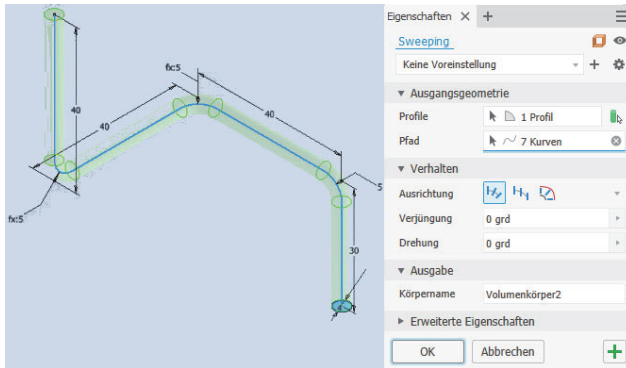 Eigenschaften × +
Sweeping
Keine Voreinstellung
Ausgangsgeometrie
Profile 1 Profil
Pfad 7 Kurven
Verhalten
Ausrichtung
Verjüngung 0 grd
Drehung 0 grd
Ausgabe
Körpername Volumenkörper2
Erweiterte Eigenschaften
OK Abbrechen
fx:5
40
40
40
5
fx:5
30